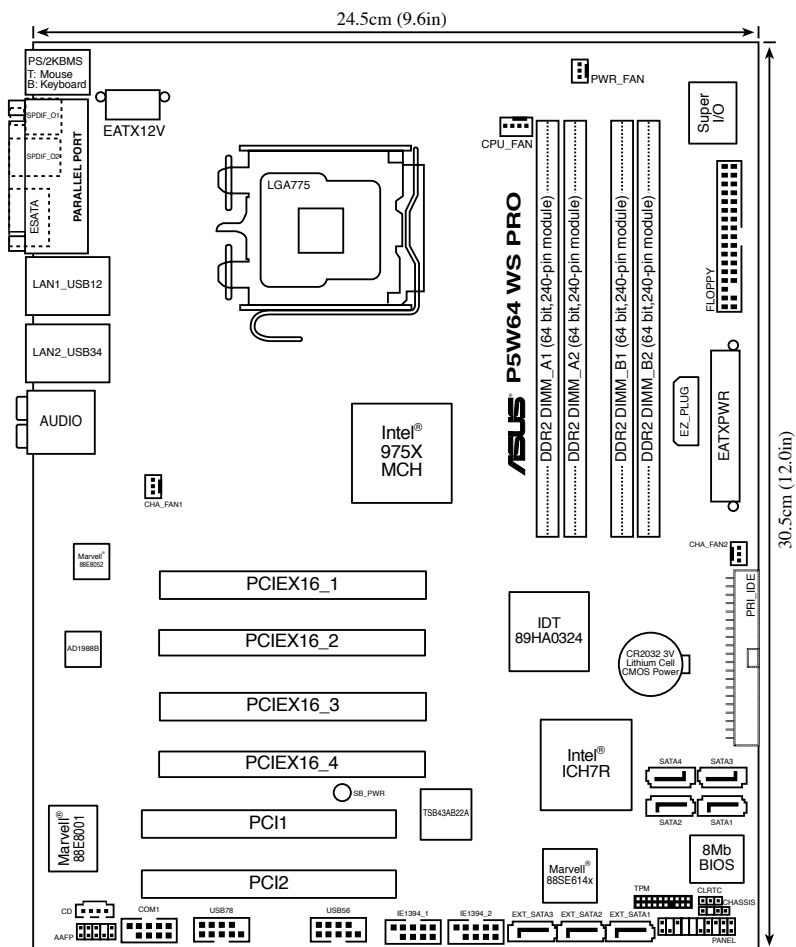 24.5cm (9.6in)
PS/2KBMS
T: Mouse
B: Keyboard
SPDIF_O1
SPDIF_O2
ESATA
PARALLEL PORT
EATX12V
LGA775
PWR_FAN
CPU_FAN
Super
I/O
LAN1_USB12
LAN2_USB34
AUDIO
ASUS P5W64 WS PRO
DDR2 DIMM_A1 (64 bit,240-pin module)
DDR2 DIMM_A2 (64 bit,240-pin module)
DDR2 DIMM_B1 (64 bit,240-pin module)
DDR2 DIMM_B2 (64 bit,240-pin module)
FLOPPY
EZ_PLUG
EATXPWR
30.5cm (12.0in)
Intel®
975X
MCH
CHA_FAN1
CHA_FAN2
Marvell®
88E8052
AD1988B
PCIEX16_1
PCIEX16_2
PCIEX16_3
PCIEX16_4
IDT
89HA0324
CR2032 3V
Lithium Cell
CMOS Power
PRI_IDE
Intel®
ICH7R
SATA4
SATA3
SATA2
SATA1
SB_PWR
TSB43AB22A
PCI1
PCI2
Marvell®
88E8001
Marvell®
88SE614x
8Mb
BIOS
TPM
CLRTC
CHASSIS
CD
AAFP
COM1
USB78
USB56
IE1394_1
IE1394_2
EXT_SATA3
EXT_SATA2
EXT_SATA1
PANEL